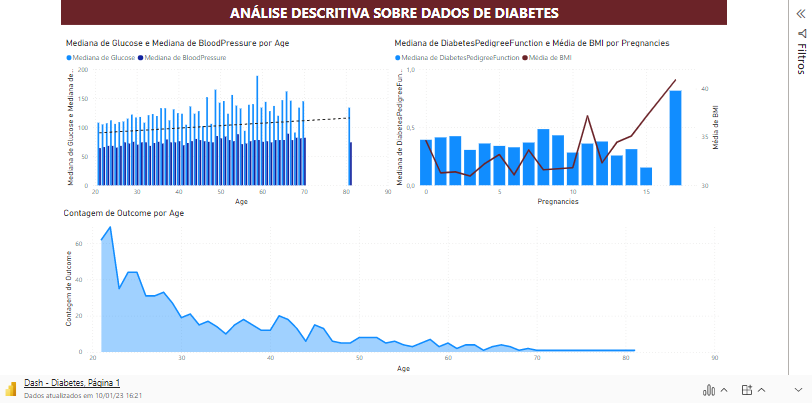 ANÁLISE DESCRITIVA SOBRE DADOS DE DIABETES
Filtros
Mediana de Glucose e Mediana de BloodPressure por Age
Mediana de Glucose Mediana de BloodPressure
Mediana de Glucose e Mediana de...
200
150
100
50
0
20 30 40 50 60 70 80 90
Age
Mediana de DiabetesPedigreeFunction e Média de BMI por Pregnancies
Mediana de DiabetesPedigreeFunction Média de BMI
Mediana de DiabetesPedigreeFun...
1,0
0,5
0,0
0 5 10 15
Pregnancies
40
35
30
Média de BMI
Contagem de Outcome por Age
Contagem de Outcome
60
40
20
0
20 30 40 50 60 70 80 90
Age
Dash - Diabetes, Página 1
Dados atualizados em 10/01/23 16:21